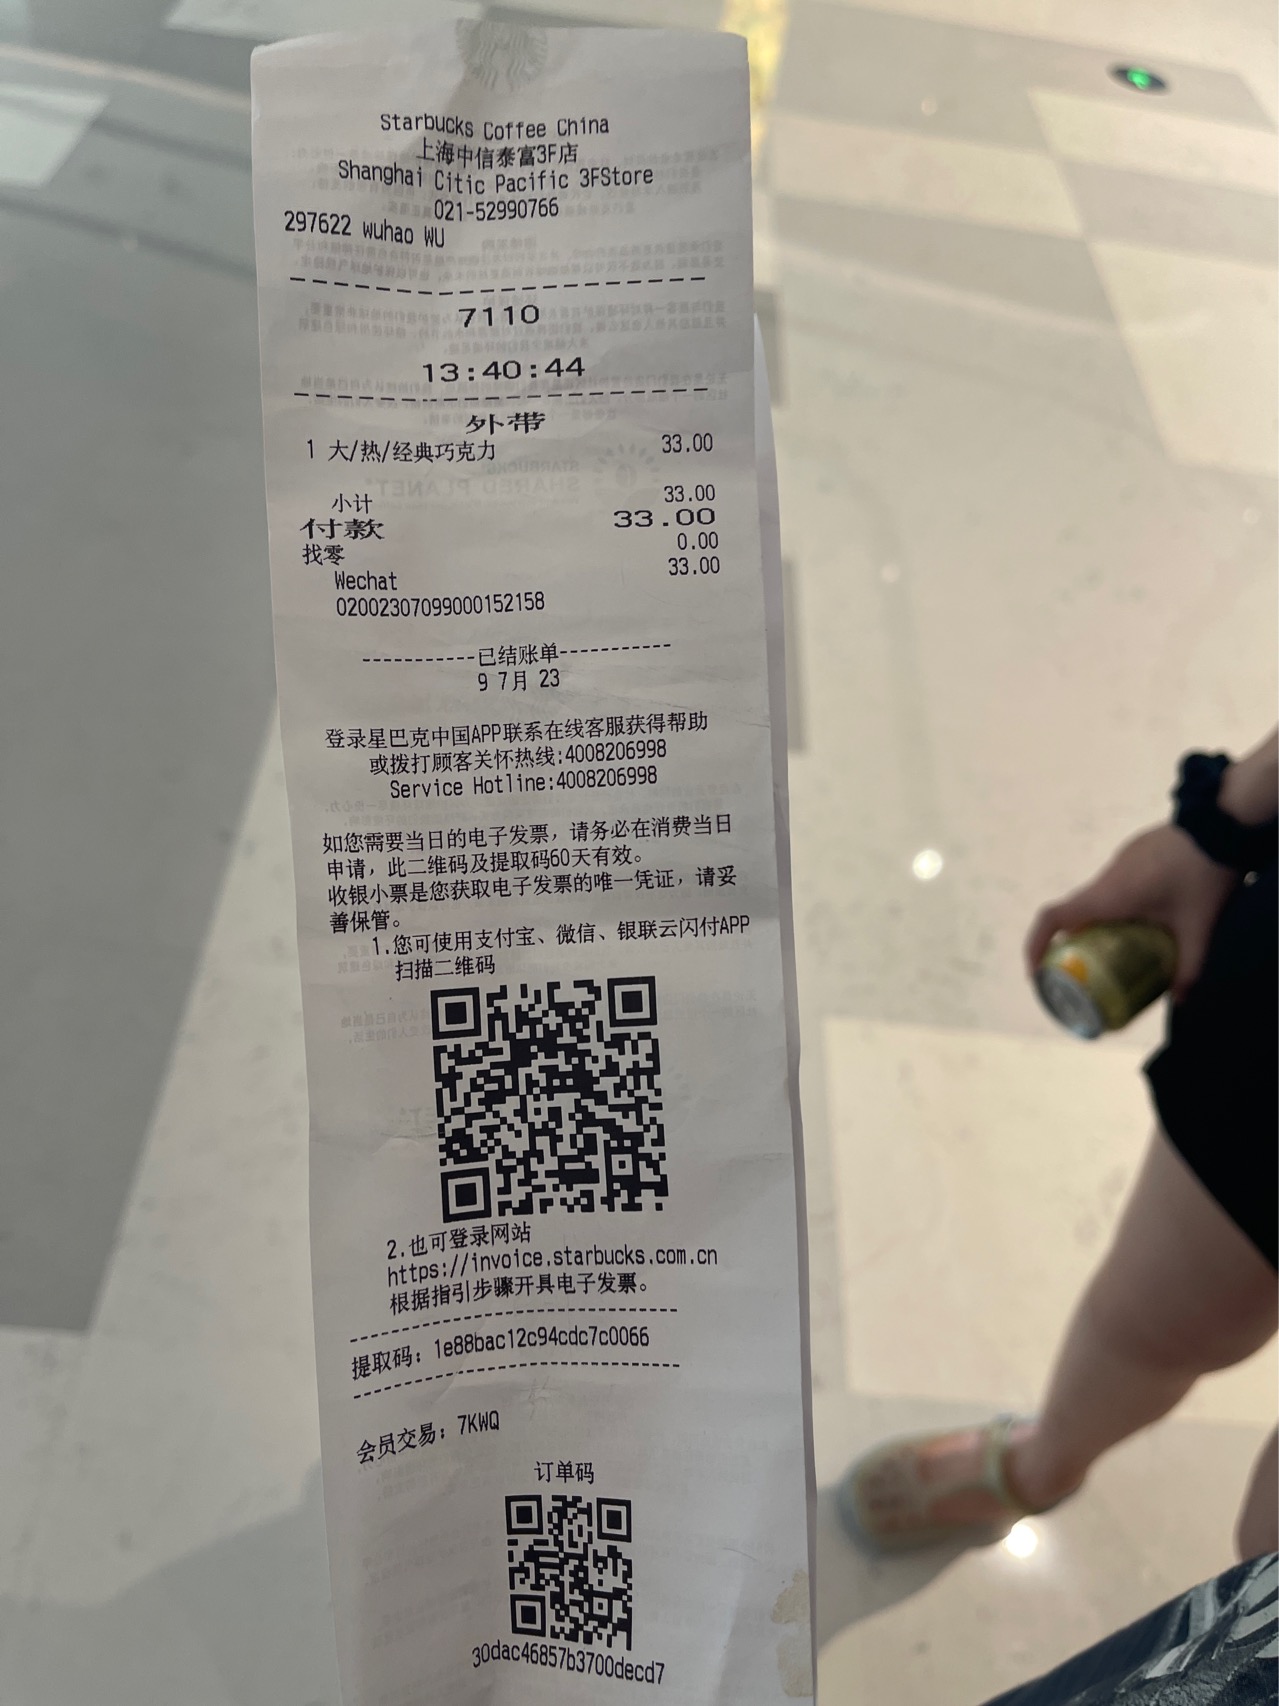 Starbucks Coffee China
上海中信泰富3F店
Shanghai Citic Pacific 3FStore
021-52990766
297622 wuhao WU
7110
13:40:44
外带
1 大/热/经典巧克力 33.00
小计 33.00
付款 33.00
找零 0.00
Wechat 33.00
02002307099000152158
-----------已结账单-----------
9 7月 23
登录星巴克中国APP联系在线客服获得帮助
或拨打顾客关怀热线:4008206998
Service Hotline:4008206998
如您需要当日的电子发票，请务必在消费当日
申请，此二维码及提取码60天有效。
收银小票是您获取电子发票的唯一凭证，请妥
善保管。
1.您可使用支付宝、微信、银联云闪付APP
扫描二维码
2.也可登录网站
https://invoice.starbucks.com.cn
根据指引步骤开具电子发票。
提取码：1e88bac12c94cdc7c0066
会员交易：7KWQ
订单码
30dac46857b3700decd7